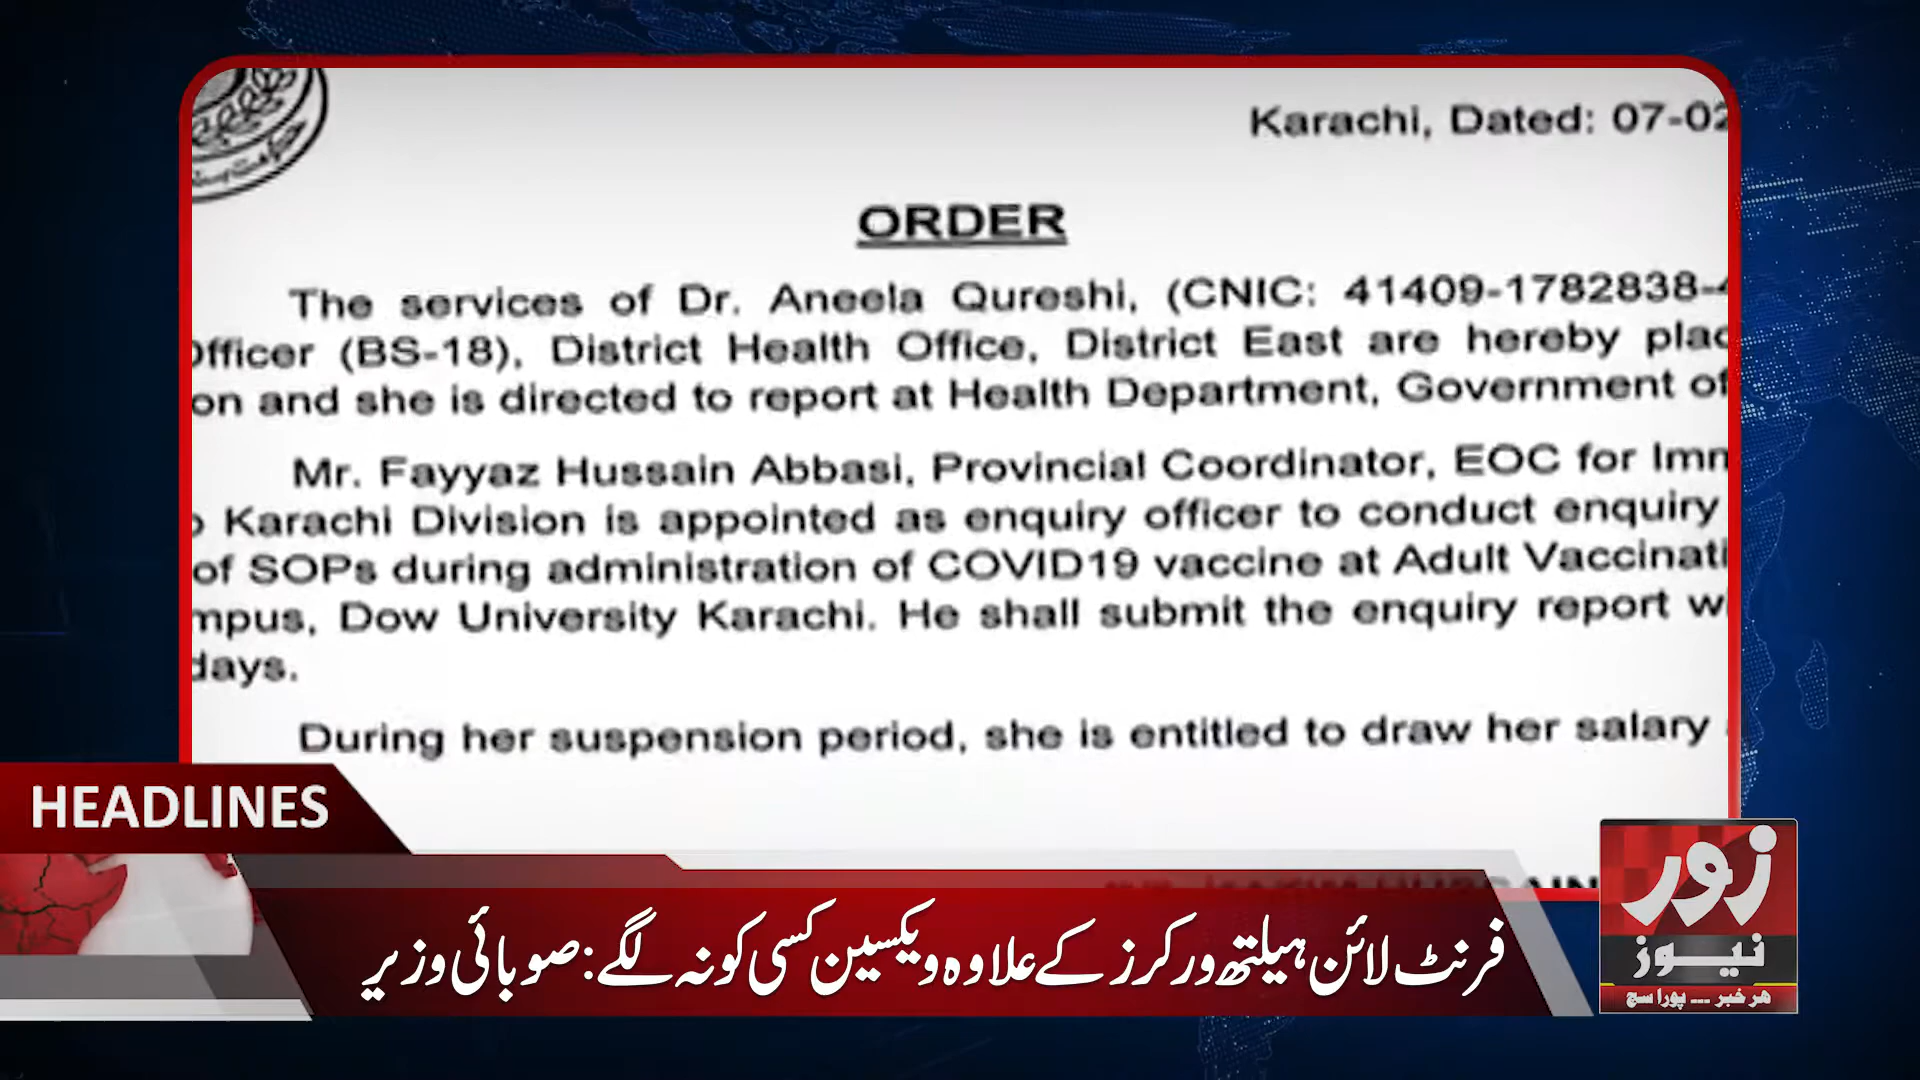 Karachi, Dated: 07-02
ORDER
The services of Dr. Aneela Qureshi, (CNIC: 41409-1782838-4
Officer (BS-18), District Health Office, District East are hereby plac
on and she is directed to report at Health Department, Government of
Mr. Fayyaz Hussain Abbasi, Provincial Coordinator, EOC for Imm
Karachi Division is appointed as enquiry officer to conduct enquiry
of SOPs during administration of COVID19 vaccine at Adult Vaccinati
mpus, Dow University Karachi. He shall submit the enquiry report w
days.
During her suspension period, she is entitled to draw her salary
HEADLINES
فرنٹ لائن ہیلتھ ورکرز کے علاوہ ویکسین کسی کو نہ لگے: صوبائی وزیر
زور
نیوز
ھر خبر ... پورا سچ